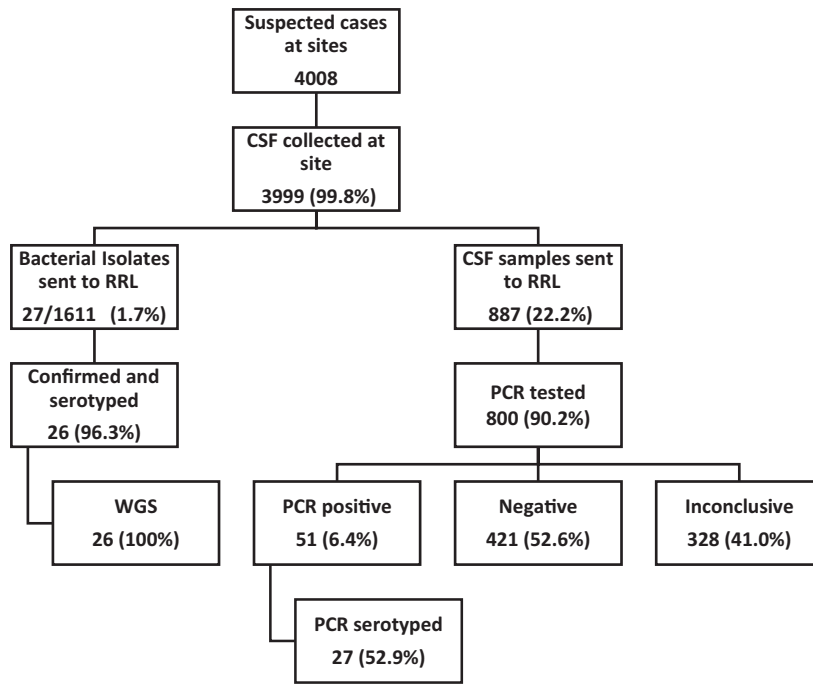 Suspected cases
at sites
4008
CSF collected at
site
3999 (99.8%)
Bacterial Isolates
sent to RRL
27/1611 (1.7%)
CSF samples sent
to RRL
887 (22.2%)
Confirmed and
serotyped
26 (96.3%)
PCR tested
800 (90.2%)
WGS
26 (100%)
PCR positive
51 (6.4%)
Negative
421 (52.6%)
Inconclusive
328 (41.0%)
PCR serotyped
27 (52.9%)